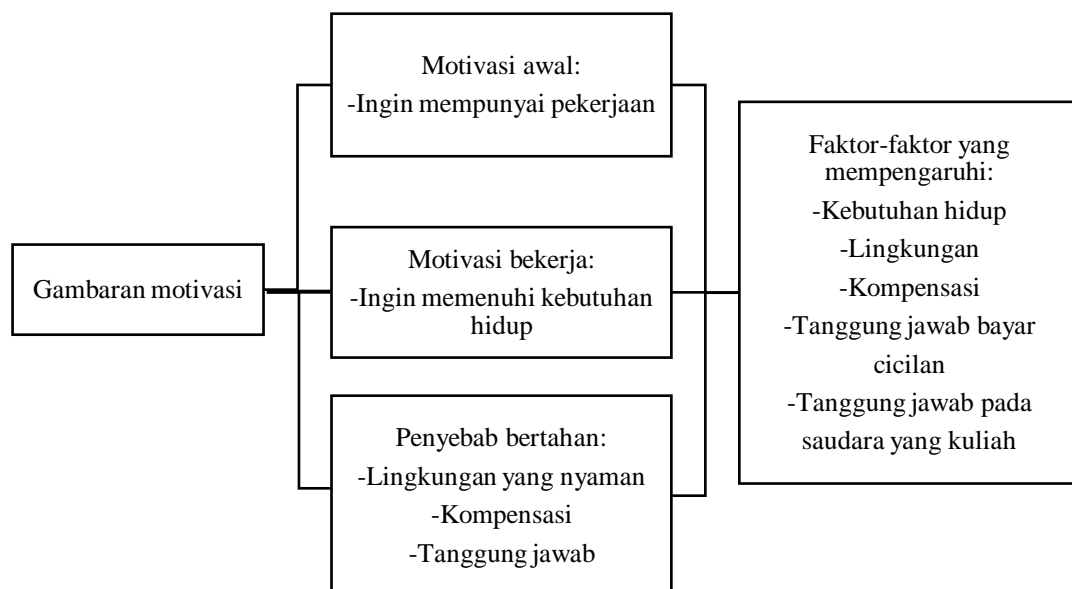 Gambaran motivasi
Motivasi awal:
-Ingin mempunyai pekerjaan
Motivasi bekerja:
-Ingin memenuhi kebutuhan
hidup
Penyebab bertahan:
-Lingkungan yang nyaman
-Kompensasi
-Tanggung jawab
Faktor-faktor yang
mempengaruhi:
-Kebutuhan hidup
-Lingkungan
-Kompensasi
-Tanggung jawab bayar
cicilan
-Tanggung jawab pada
saudara yang kuliah